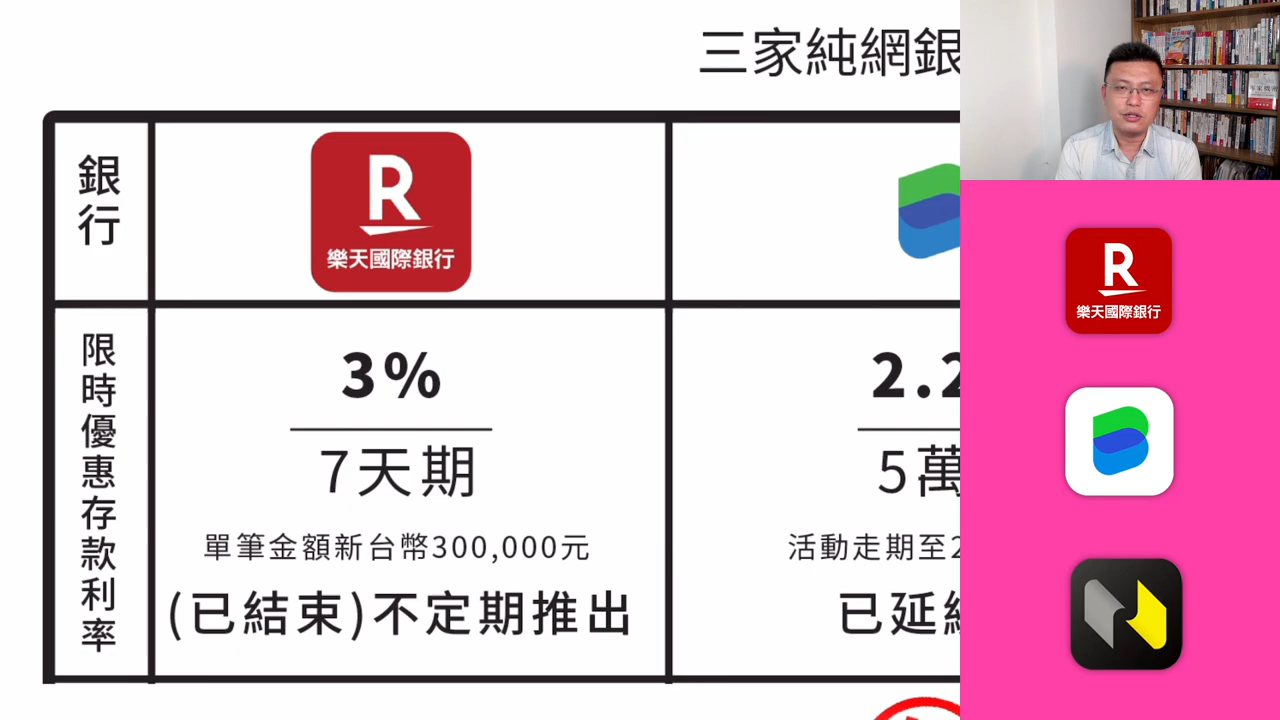 三家純網銀
銀行
樂天國際銀行
限時優惠存款利率
3%
7天期
單筆金額新台幣300,000元
(已結束)不定期推出
2.2
5萬
活動走期至2
已延
R
樂天國際銀行